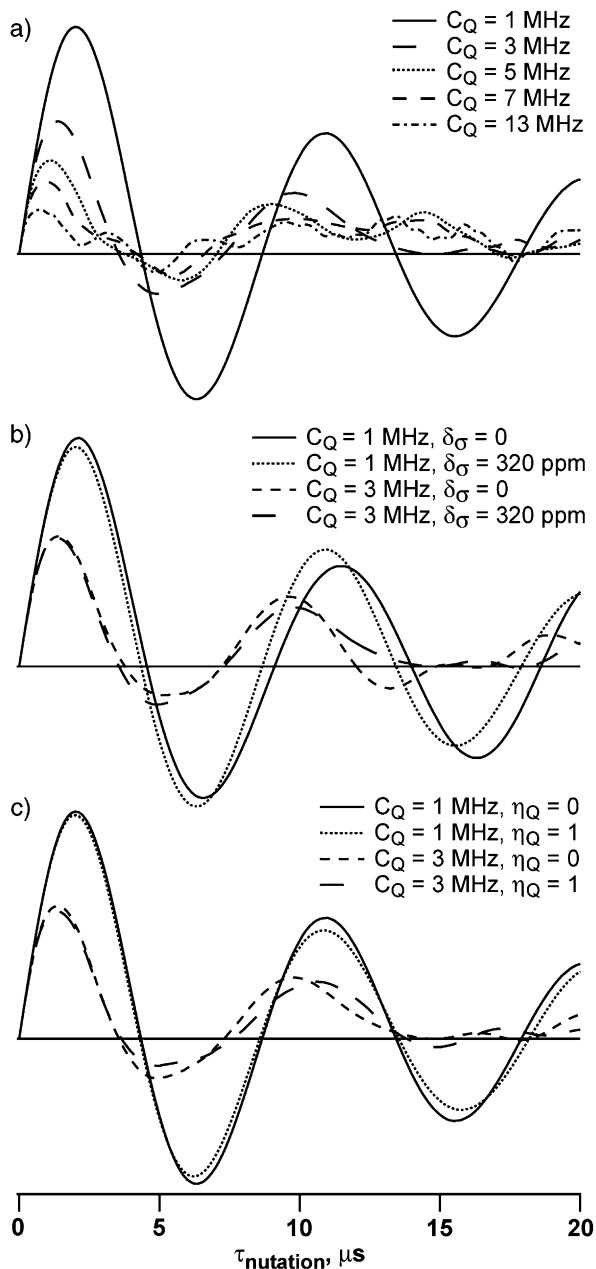 a)
C_Q = 1 MHz
C_Q = 3 MHz
C_Q = 5 MHz
C_Q = 7 MHz
C_Q = 13 MHz
b)
C_Q = 1 MHz, δ_σ = 0
C_Q = 1 MHz, δ_σ = 320 ppm
C_Q = 3 MHz, δ_σ = 0
C_Q = 3 MHz, δ_σ = 320 ppm
c)
C_Q = 1 MHz, η_Q = 0
C_Q = 1 MHz, η_Q = 1
C_Q = 3 MHz, η_Q = 0
C_Q = 3 MHz, η_Q = 1
0 5 10 15 20
τ_nutation, μs